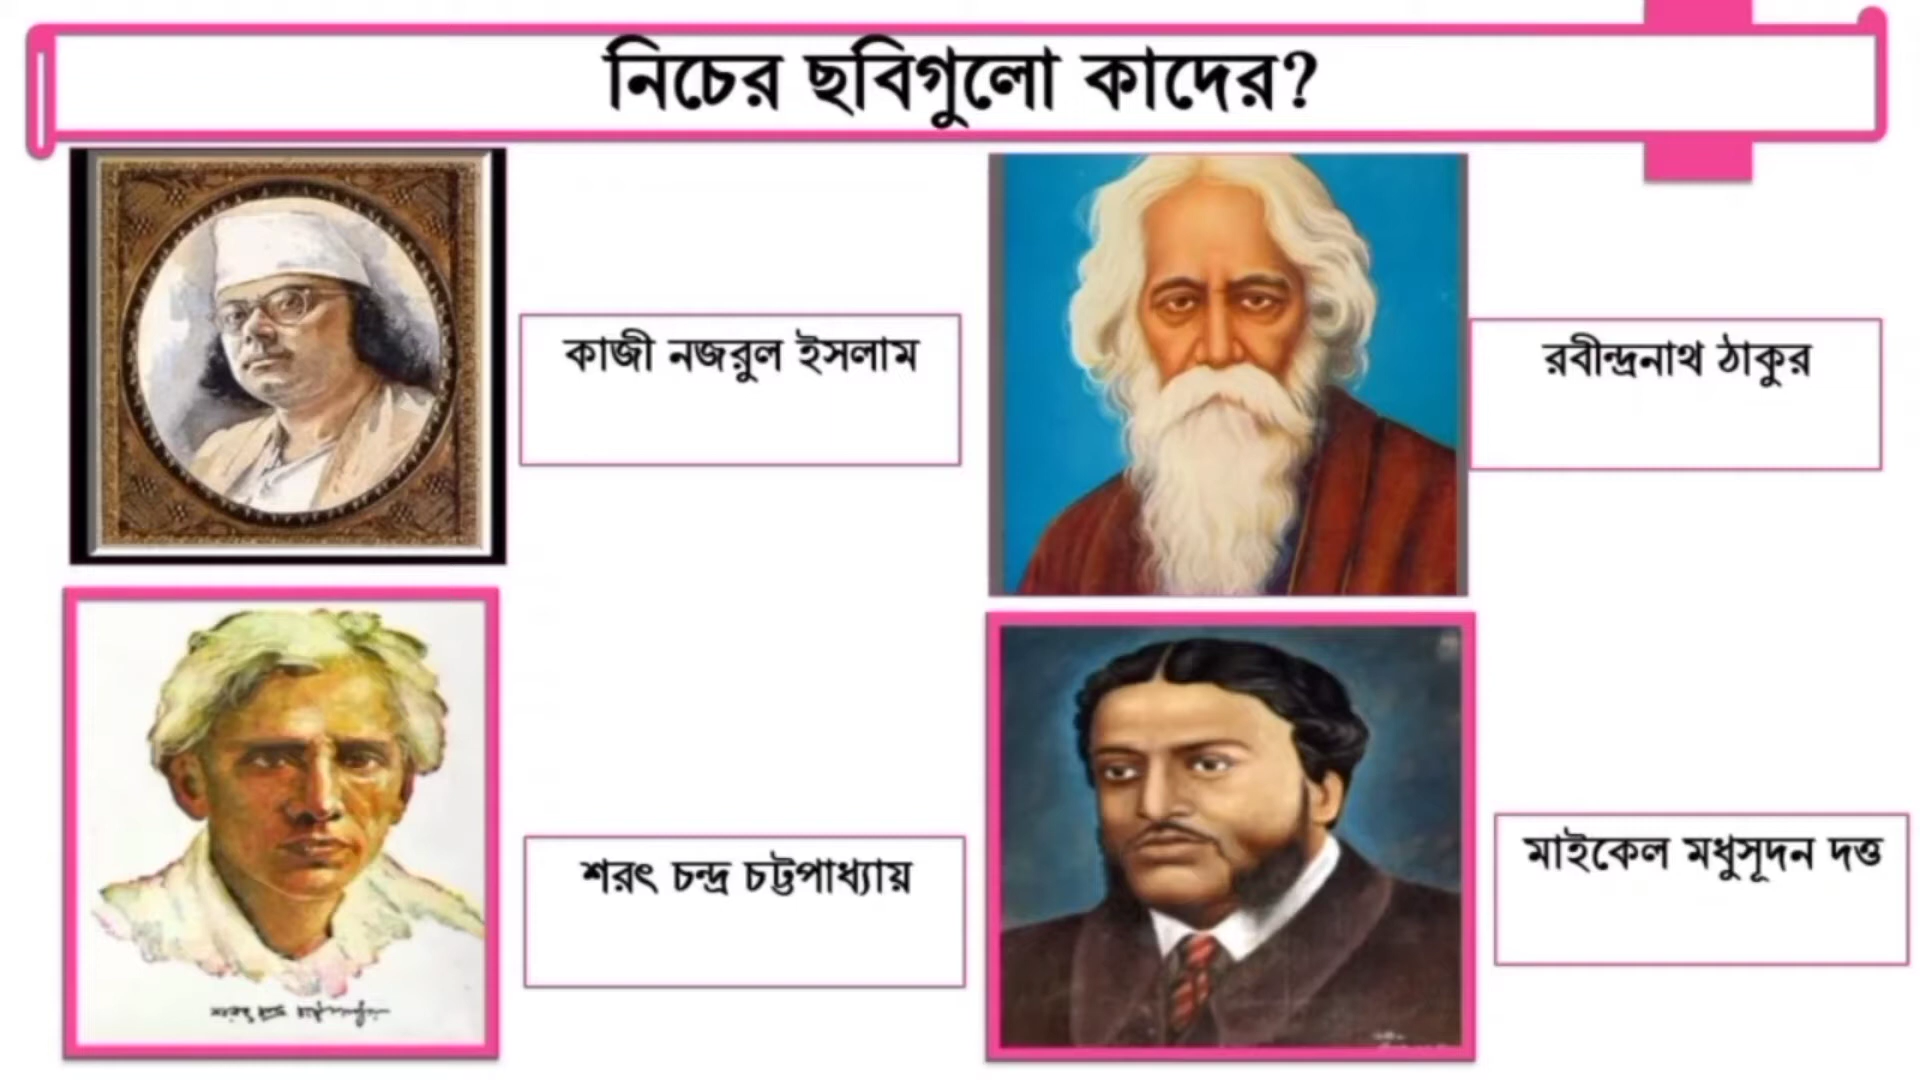 নিচের ছবিগুলো কাদের?
কাজী নজরুল ইসলাম
রবীন্দ্রনাথ ঠাকুর
শরৎ চন্দ্র চট্টপাধ্যায়
মাইকেল মধুসূদন দত্ত